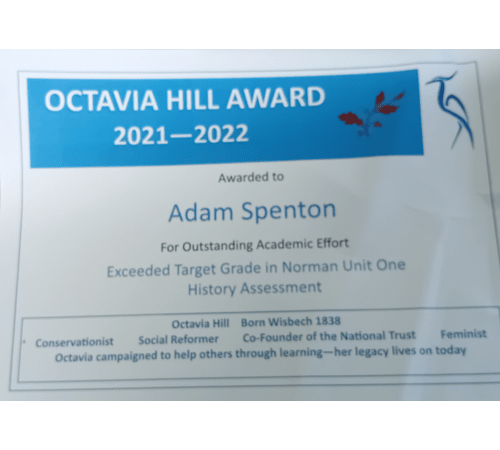 OCTAVIA HILL AWARD
2021—2022
Awarded to
Adam Spenton
For Outstanding Academic Effort
Exceeded Target Grade in Norman Unit One
History Assessment
Octavia Hill Born Wisbech 1838
Conservationist Social Reformer Co-Founder of the National Trust Feminist
Octavia campaigned to help others through learning—her legacy lives on today